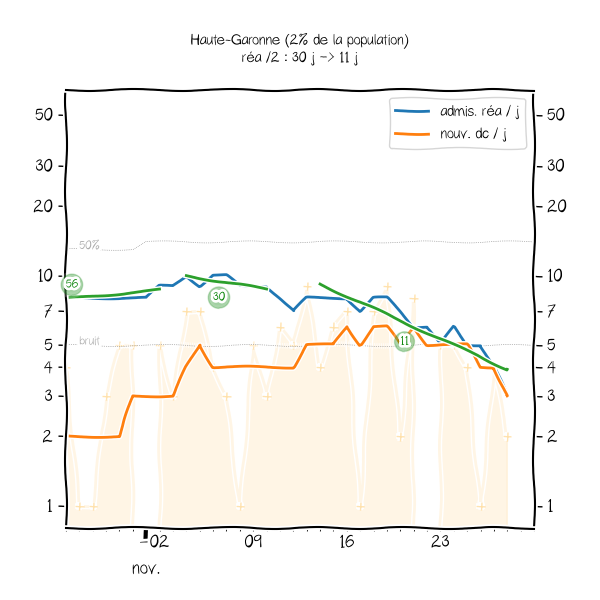 Haute-Garonne (2% de la population)
réa /2 : 30 j -> 11 j
admis. réa / j
nouv. dc / j
50 50
30 30
20 20
50%
10 10
56
30
7 7
bruit
11
5 5
4 4
3 3
2 2
1 1
02 09 16 23
nov.